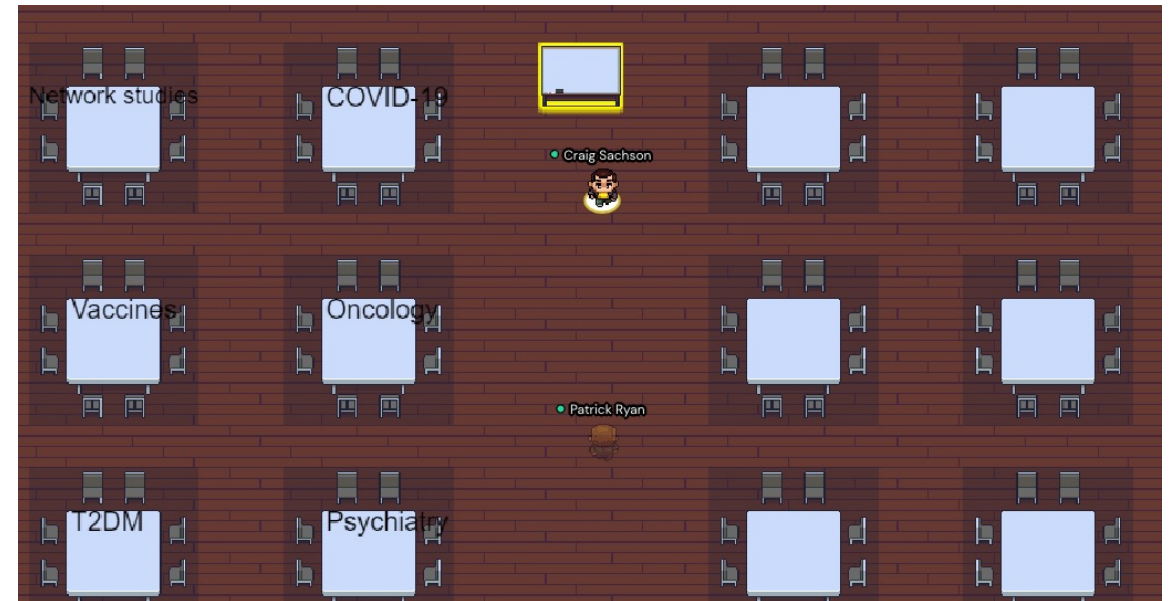 Network studies
COVID-19
Craig Sachson
Vaccines
Oncology
Patrick Ryan
T2DM
Psychiatry